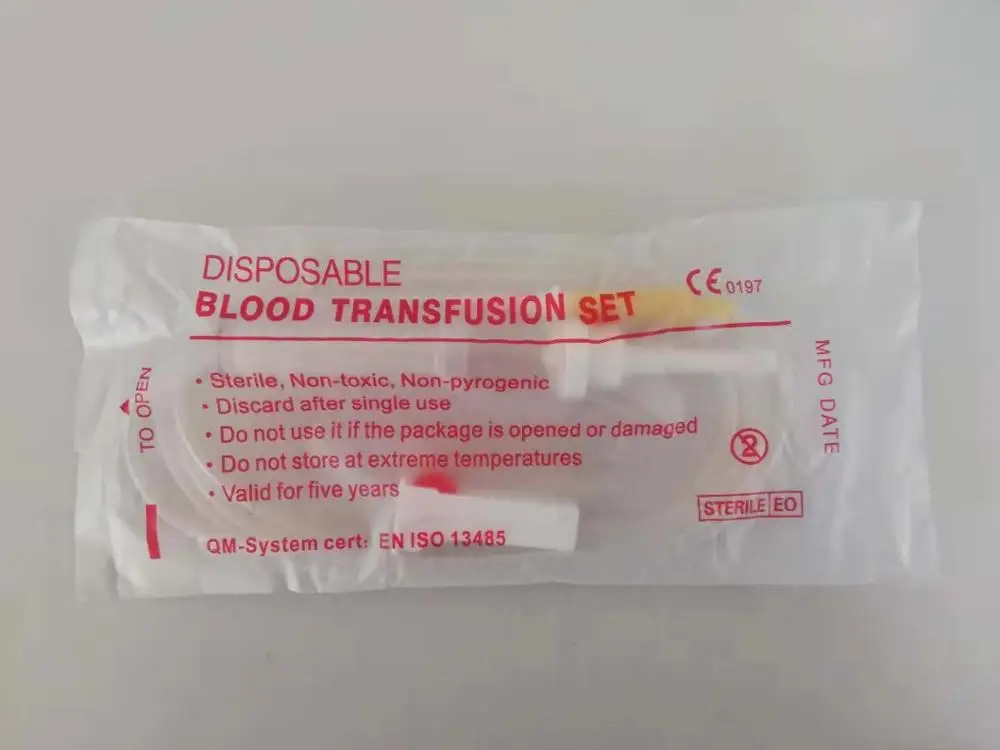 DISPOSABLE
BLOOD TRANSFUSION SET
CE 0197
• Sterile, Non-toxic, Non-pyrogenic
• Discard after single use
• Do not use it if the package is opened or damaged
• Do not store at extreme temperatures
• Valid for five years
QM-System cert: EN ISO 13485
TO OPEN
MFG DATE
2
STERILE EO